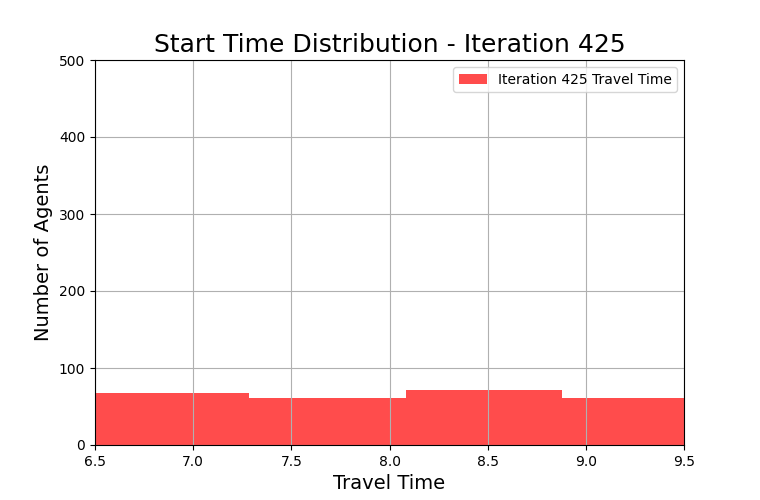 Start Time Distribution - Iteration 425
500
400
300
200
100
0
Number of Agents
Iteration 425 Travel Time
6.5 7.0 7.5 8.0 8.5 9.0 9.5
Travel Time